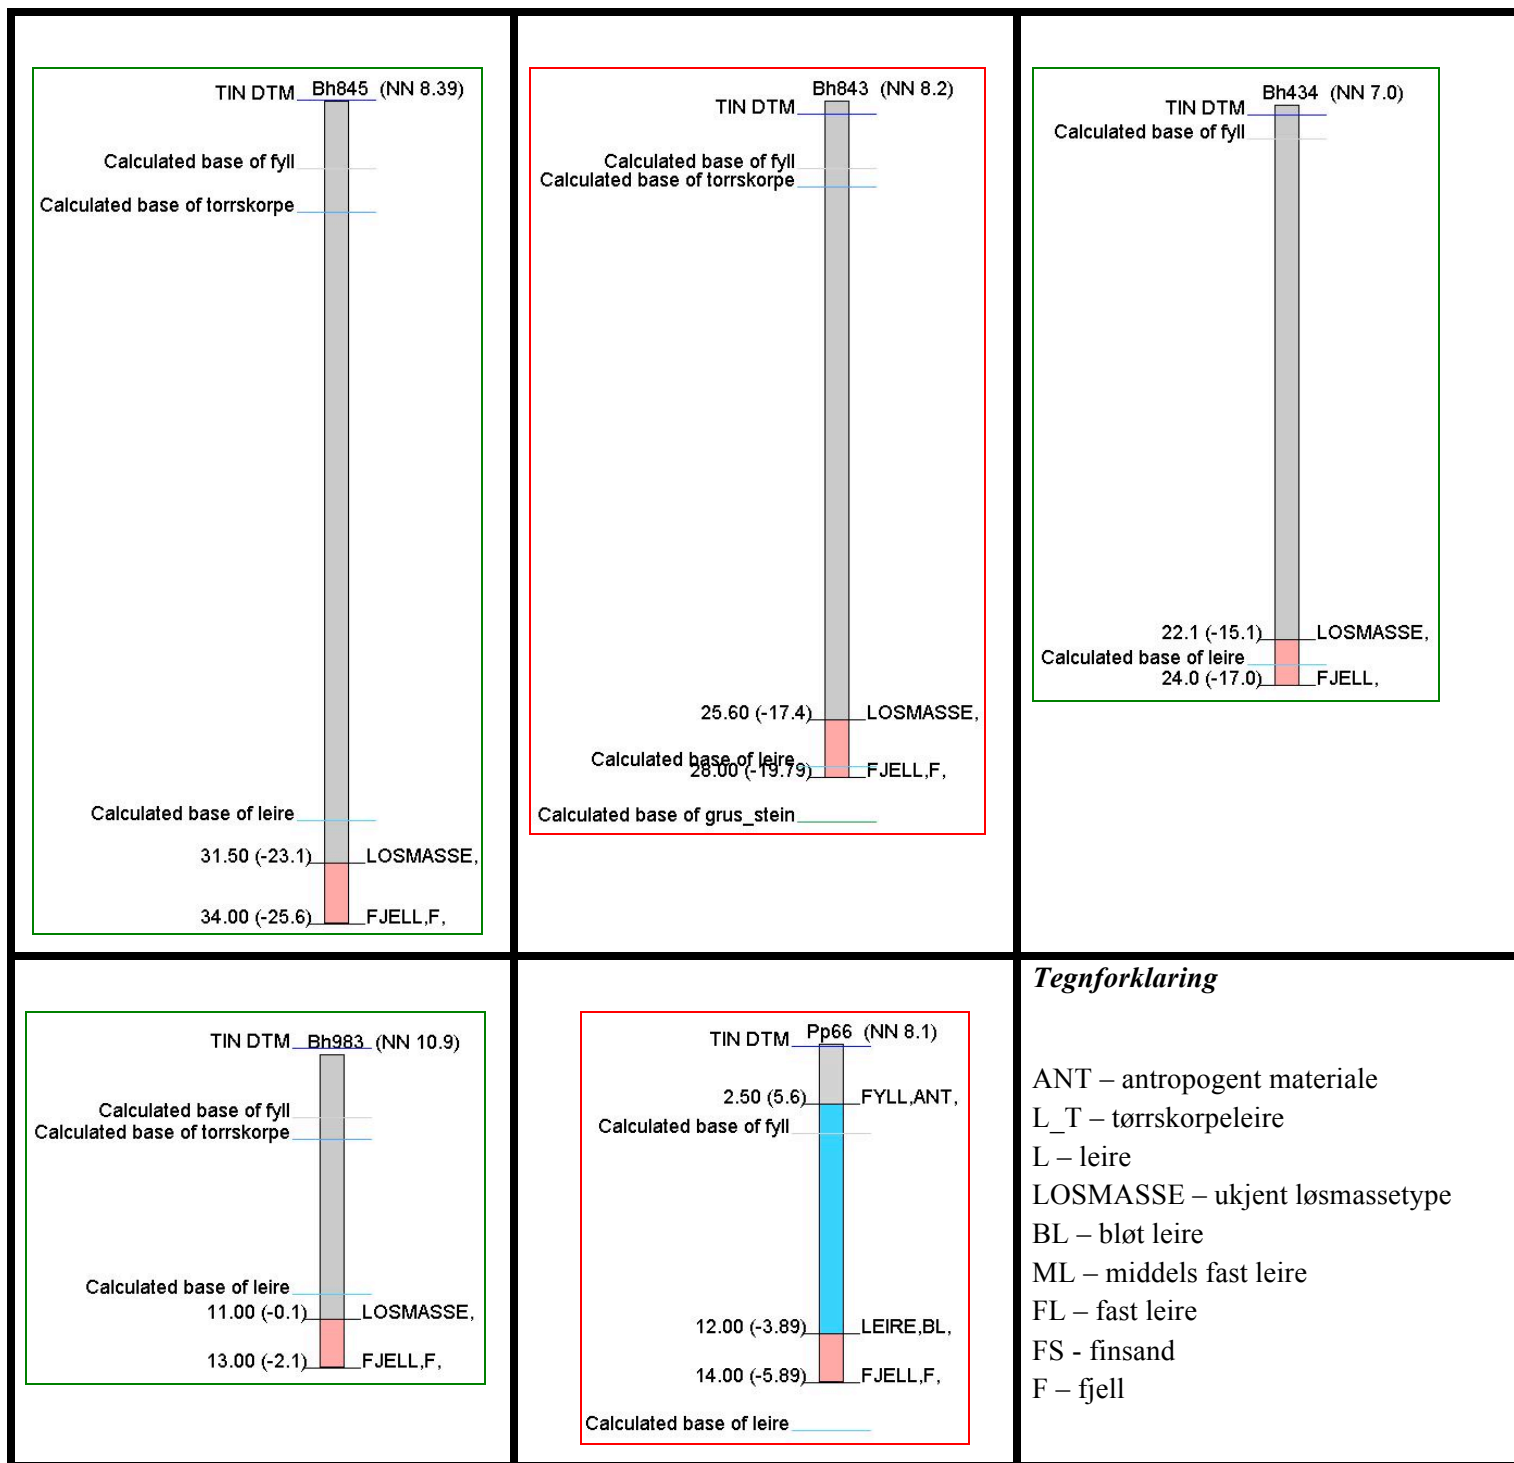 TIN DTM Bh845 (NN 8.39)
Calculated base of fyll
Calculated base of torrskorpe
Calculated base of leire
31.50 (-23.1) LOSMASSE,
34.00 (-25.6) FJELL,F,
Bh843 (NN 8.2)
TIN DTM
Calculated base of fyll
Calculated base of torrskorpe
25.60 (-17.4) LOSMASSE,
Calculated base of leire
28.00 (-19.79) FJELL,F,
Calculated base of grus_stein
Bh434 (NN 7.0)
TIN DTM
Calculated base of fyll
22.1 (-15.1) LOSMASSE,
Calculated base of leire
24.0 (-17.0) FJELL,
TIN DTM Bh983 (NN 10.9)
Calculated base of fyll
Calculated base of torrskorpe
Calculated base of leire
11.00 (-0.1) LOSMASSE,
13.00 (-2.1) FJELL,F,
TIN DTM Pp66 (NN 8.1)
2.50 (5.6) FYLL,ANT,
Calculated base of fyll
12.00 (-3.89) LEIRE,BL,
14.00 (-5.89) FJELL,F,
Calculated base of leire
Tegnforklaring
ANT – antropogent materiale
L_T – tørrskorpeleire
L – leire
LOSMASSE – ukjent løsmassetype
BL – bløt leire
ML – middels fast leire
FL – fast leire
FS - finsand
F – fjell